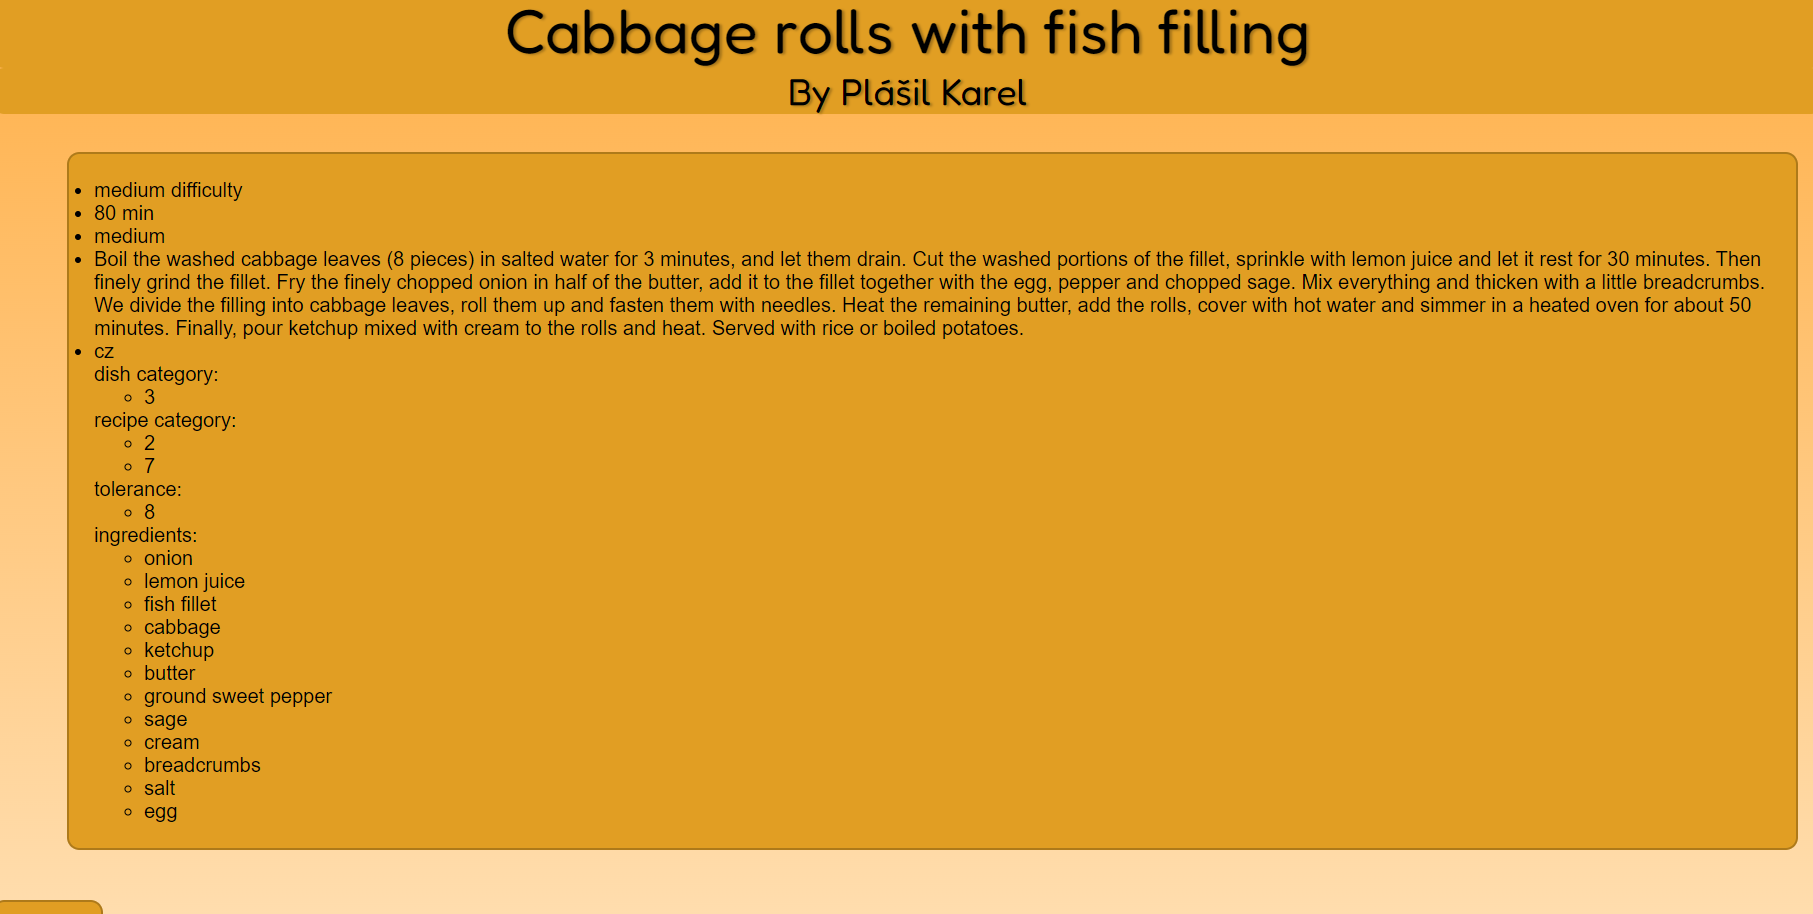 Cabbage rolls with fish filling
By Plášil Karel
medium difficulty
80 min
medium
Boil the washed cabbage leaves (8 pieces) in salted water for 3 minutes, and let them drain. Cut the washed portions of the fillet, sprinkle with lemon juice and let it rest for 30 minutes. Then
finely grind the fillet. Fry the finely chopped onion in half of the butter, add it to the fillet together with the egg, pepper and chopped sage. Mix everything and thicken with a little breadcrumbs.
We divide the filling into cabbage leaves, roll them up and fasten them with needles. Heat the remaining butter, add the rolls, cover with hot water and simmer in a heated oven for about 50
minutes. Finally, pour ketchup mixed with cream to the rolls and heat. Served with rice or boiled potatoes.
cz
dish category:
3
recipe category:
2
7
tolerance:
8
ingredients:
onion
lemon juice
fish fillet
cabbage
ketchup
butter
ground sweet pepper
sage
cream
breadcrumbs
salt
egg